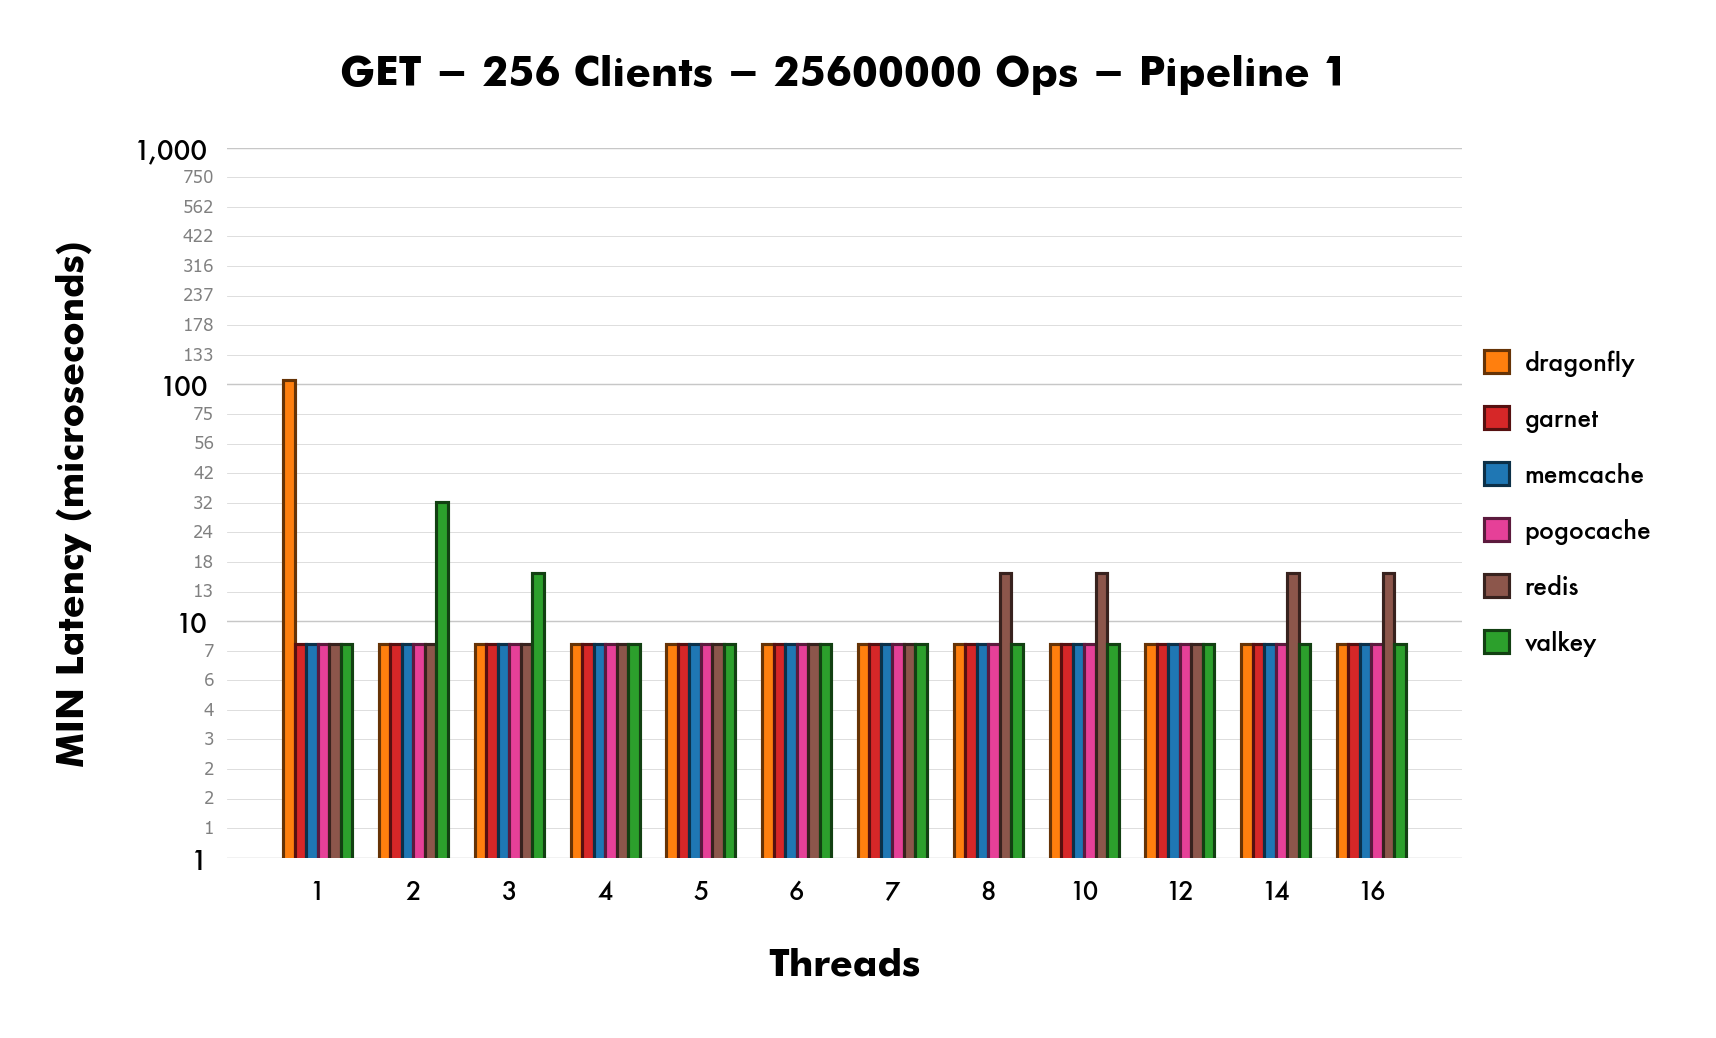 GET – 256 Clients – 25600000 Ops – Pipeline 1
MIN Latency (microseconds)
1,000
750
562
422
316
237
178
133
100
75
56
42
32
24
18
13
10
7
6
4
3
2
2
1
1
1 2 3 4 5 6 7 8 10 12 14 16
Threads
dragonfly
garnet
memcache
pogocache
redis
valkey